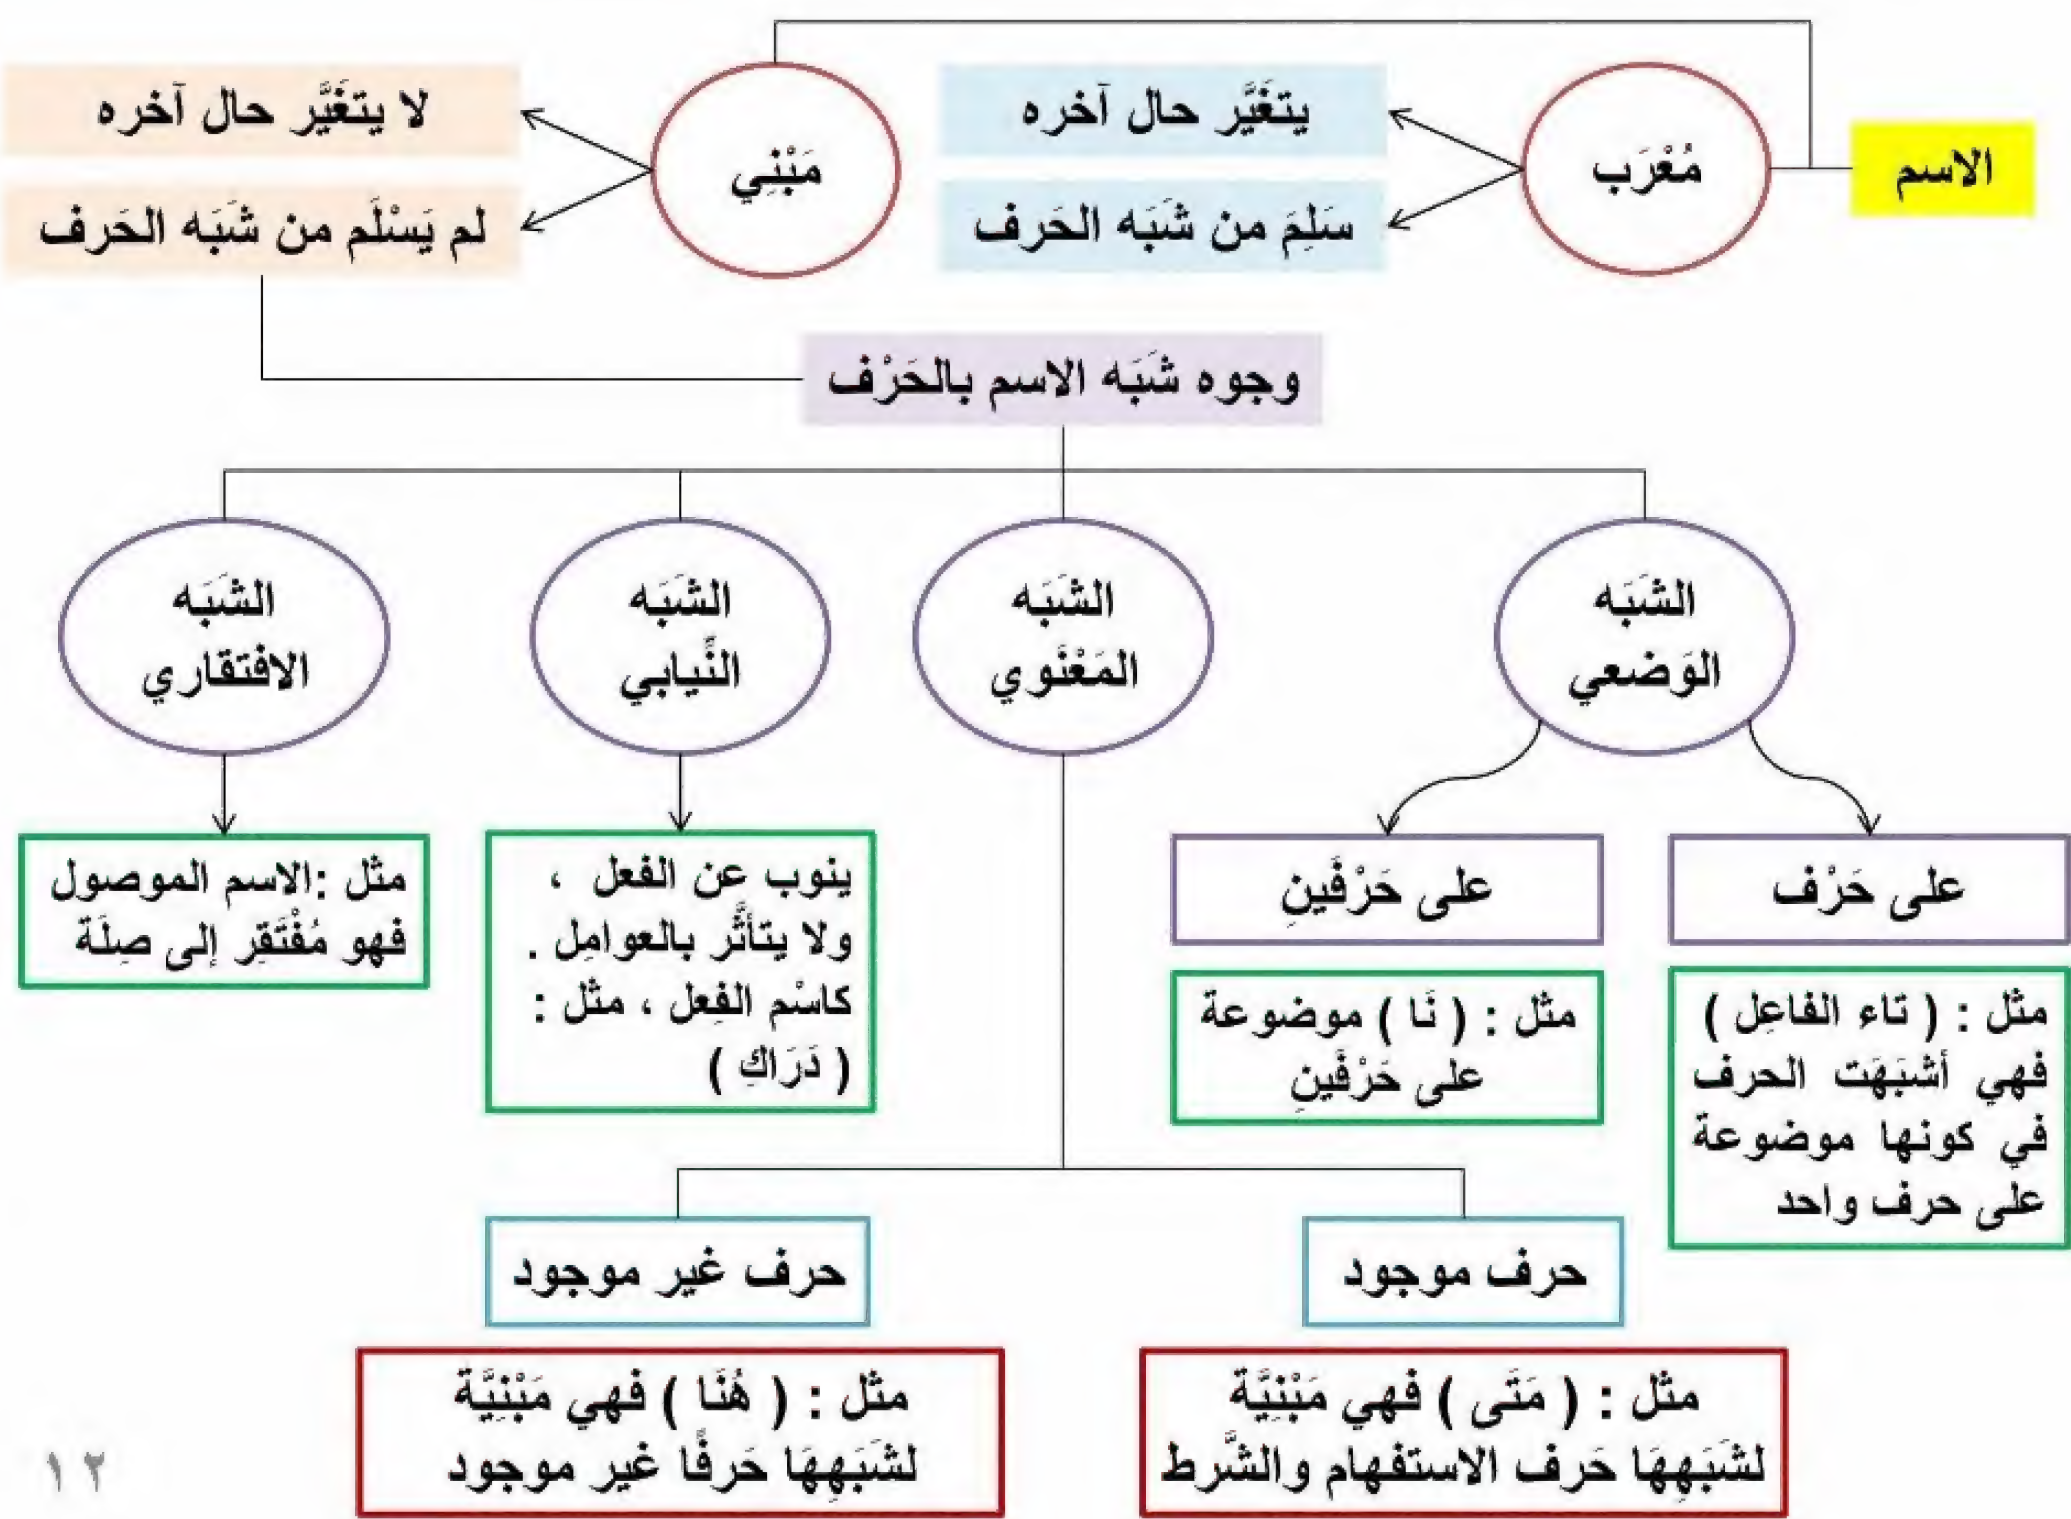 الاسم
مُعْرَب
يتغَيَّر حال آخره
سَلِمَ من شَبَه الحَرف
مَبْنِي
لا يتغَيَّر حال آخره
لم يَسْلَم من شَبَه الحَرف
وجوه شَبَه الاسم بالحَرْف
الشَبَه
الوَضعي
الشَبَه
المَعْنَوي
الشَبَه
النِّيابي
الشَبَه
الافتقاري
على حَرْف
مثل : ( تاء الفاعِل )
فهي أشبَهَت الحرف
في كونها موضوعة
على حرف واحد
على حَرْفَينِ
مثل : ( نَا ) موضوعة
على حَرْفَينِ
حرف موجود
مثل : ( مَتَى ) فهي مَبْنِيَّة
لشَبَهِهَا حَرف الاستفهام والشَّرط
حرف غير موجود
مثل : ( هُنَا ) فهي مَبْنِيَّة
لشَبَهِهَا حَرفًا غير موجود
ينوب عن الفعل ،
ولا يتأثَّر بالعوامِل .
كاسْم الفِعل ، مثل :
( دَرَاكِ )
مثل :الاسم الموصول
فهو مُفْتَقِر إلى صِلَة
١٢